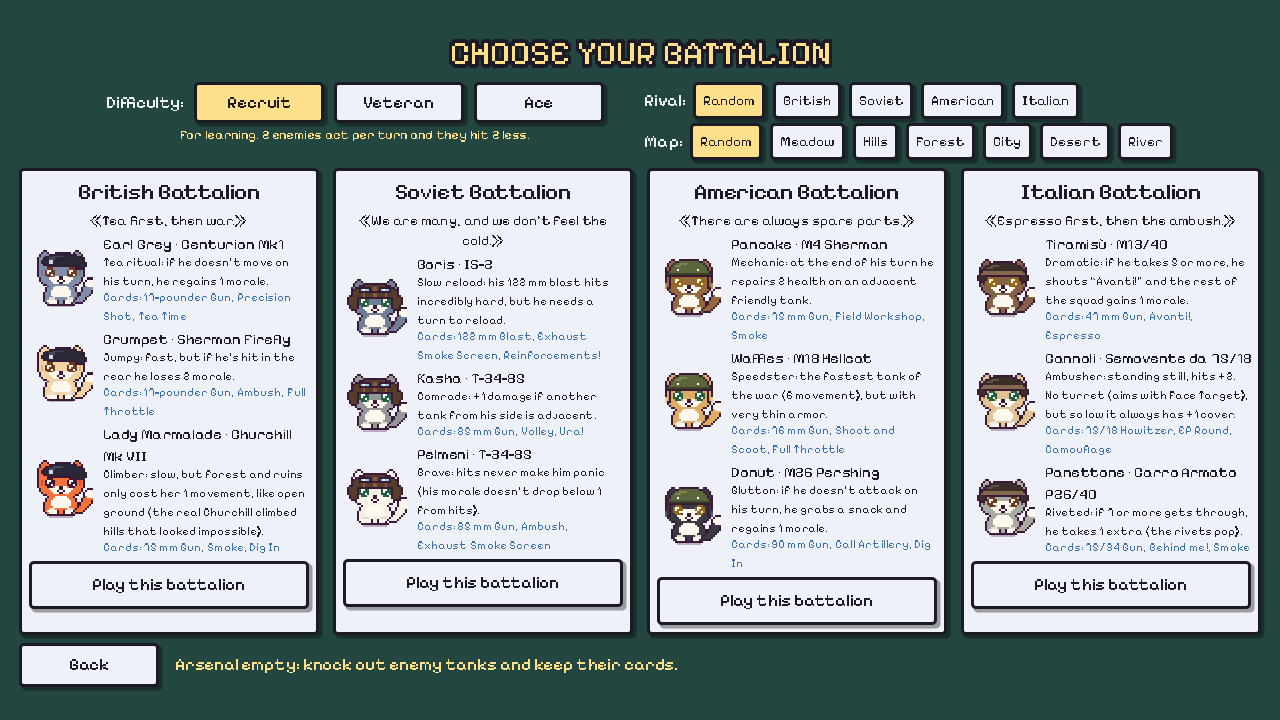 CHOOSE YOUR BATTALION
Difficulty:
Recruit
Veteran
Ace
For learning. 2 enemies act per turn and they hit 2 less.
Rival:
Random
British
Soviet
American
Italian
Map:
Random
Meadow
Hills
Forest
City
Desert
River
British Battalion
«Tea first, then war.»
Earl Grey · Centurion Mk1
Tea ritual: if he doesn't move on
his turn, he regains 1 morale.
Cards: 17-pounder Gun, Precision
Shot, Tea Time
Crumpet · Sherman Firefly
Jumpy: fast, but if he's hit in the
rear he loses 2 morale.
Cards: 17-pounder Gun, Ambush, Full
Throttle
Lady Marmalade · Churchill
Mk VII
Climber: slow, but forest and ruins
only cost her 1 movement, like open
ground (the real Churchill climbed
hills that looked impossible).
Cards: 75 mm Gun, Smoke, Dig In
Play this battalion
Soviet Battalion
«We are many, and we don't feel the
cold.»
Boris · IS-2
Slow reload: his 122 mm blast hits
incredibly hard, but he needs a
turn to reload.
Cards: 122 mm Blast, Exhaust
Smoke Screen, Reinforcements!
Kasha · T-34-85
Comrade: +1 damage if another
tank from his side is adjacent.
Cards: 85 mm Gun, Volley, Ura!
Pelmeni · T-34-85
Brave: hits never make him panic
(his morale doesn't drop below 1
from hits).
Cards: 85 mm Gun, Ambush,
Exhaust Smoke Screen
Play this battalion
American Battalion
«There are always spare parts.»
Pancake · M4 Sherman
Mechanic: at the end of his turn he
repairs 2 health on an adjacent
friendly tank.
Cards: 75 mm Gun, Field Workshop,
Smoke
Waffles · M18 Hellcat
Speedster: the fastest tank of
the war (6 movement), but with
very thin armor.
Cards: 76 mm Gun, Shoot and
Scoot, Full Throttle
Donut · M26 Pershing
Glutton: if he doesn't attack on
his turn, he grabs a snack and
regains 1 morale.
Cards: 90 mm Gun, Call Artillery, Dig
In
Play this battalion
Italian Battalion
«Espresso first, then the ambush.»
Tiramisù · M13/40
Dramatic: if he takes 3 or more, he
shouts "Avanti!" and the rest of
the squad gains 1 morale.
Cards: 47 mm Gun, Avanti!,
Espresso
Cannoli · Semovente da 75/18
Ambusher: standing still, hits +2.
No turret (aims with Face Target),
but so low it always has +1 cover.
Cards: 75/18 Howitzer, EP Round,
Camouflage
Panettone · Carro Armato
P26/40
Riveted: if 7 or more gets through,
he takes 1 extra (the rivets pop).
Cards: 75/34 Gun, Behind me!, Smoke
Play this battalion
Back
Arsenal empty: knock out enemy tanks and keep their cards.